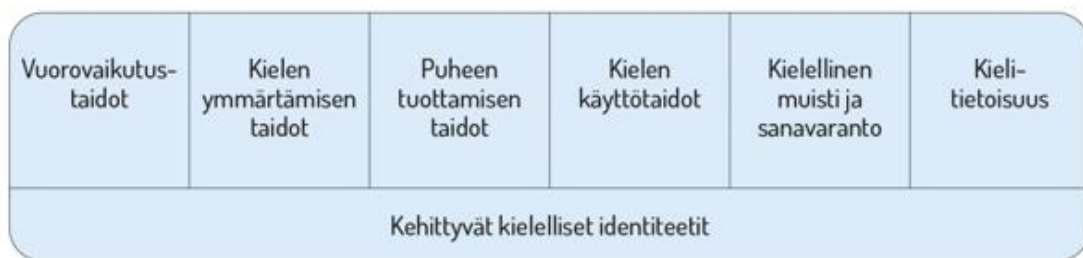 Vuorovaikutus-
taidot
Kielen
ymmärtämisen
taidot
Puheen
tuottamisen
taidot
Kielen
käyttötaidot
Kielellinen
muisti ja
sanavaranto
Kieli-
tietoisuus
Kehittyvät kielelliset identiteetit